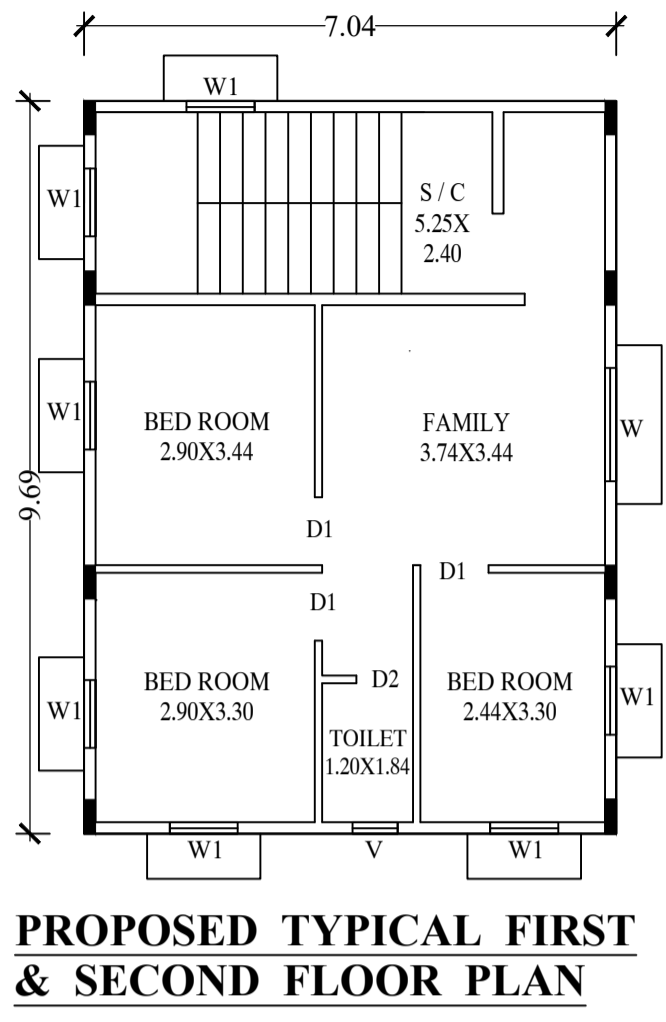 7.04
W1
W1
S / C
5.25X
2.40
W1
BED ROOM
2.90X3.44
FAMILY
3.74X3.44
W
9.69
D1
D1
D1
BED ROOM
2.90X3.30
D2
BED ROOM
2.44X3.30
W1
W1
TOILET
1.20X1.84
W1
V
W1
PROPOSED TYPICAL FIRST
& SECOND FLOOR PLAN